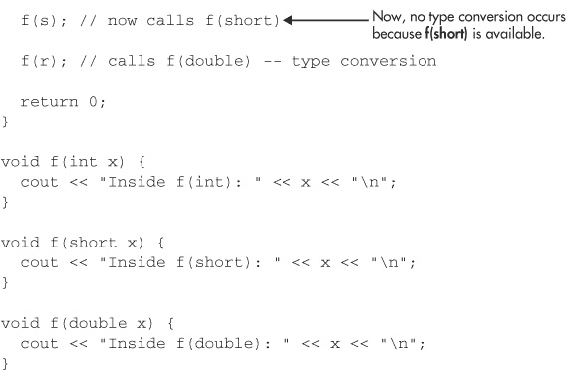 f(s); // now calls f(short)
Now, no type conversion occurs
because f(short) is available.
f(r); // calls f(double) -- type conversion
return 0;
}
void f(int x) {
cout << "Inside f(int): " << x << "\n";
}
void f(short x) {
cout << "Inside f(short): " << x << "\n";
}
void f(double x) {
cout << "Inside f(double): " << x << "\n";
}